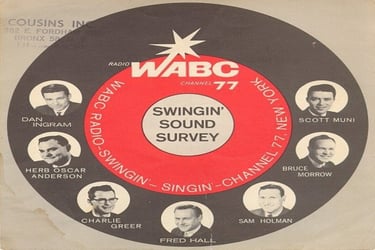 COUSINS INC
RADIO WABC
CHANNEL 77
WABC RADIO-SWINGIN'-SINGIN'-CHANNEL 77, NEW YORK
SWINGIN'
SOUND
SURVEY
DAN
INGRAM
SCOTT MUNI
HERB OSCAR
ANDERSON
BRUCE
MORROW
CHARLIE
GREER
SAM HOLMAN
FRED HALL